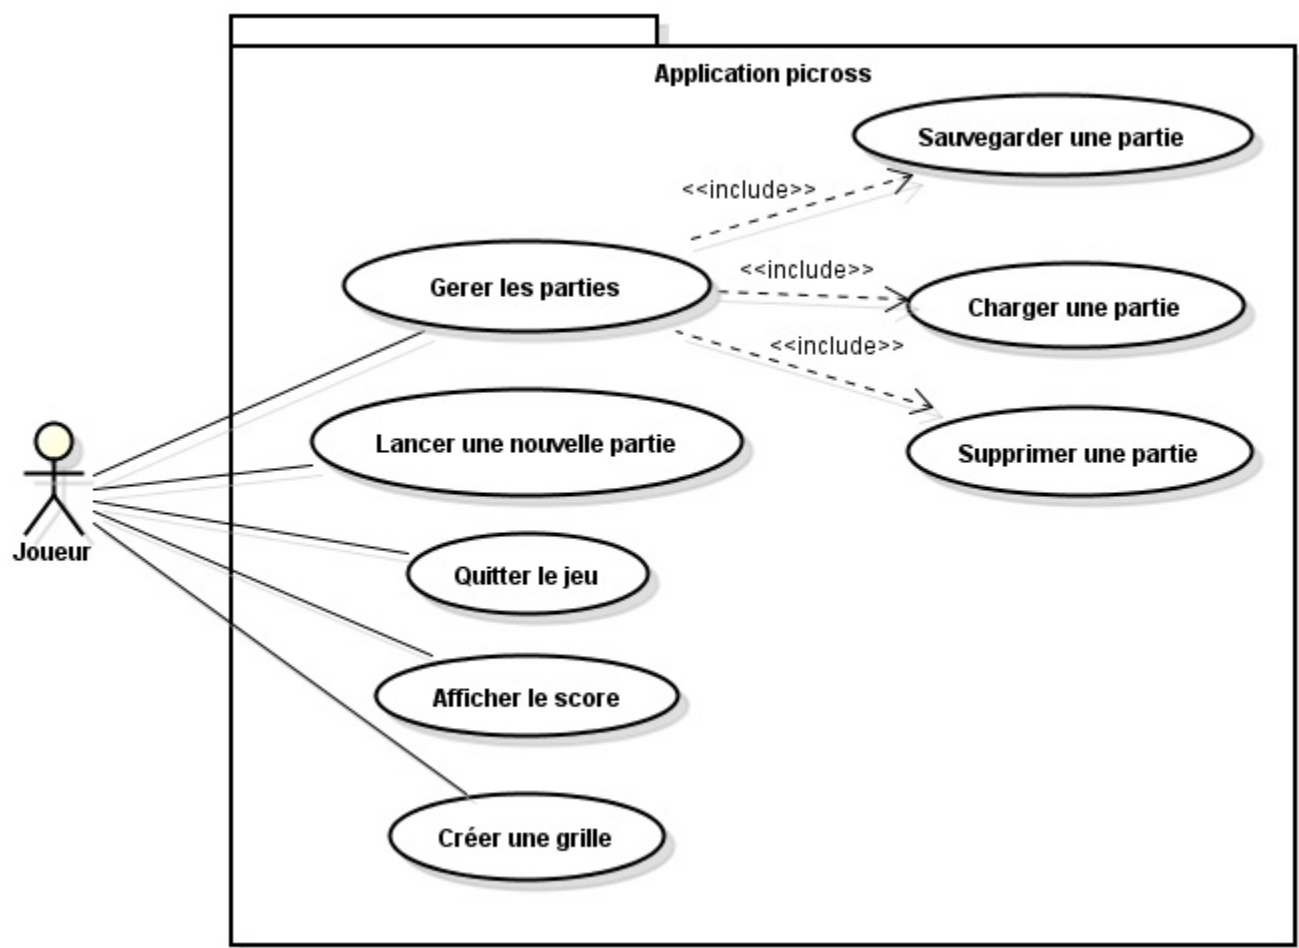 Application picross
Sauvegarder une partie
<<include>>
Gerer les parties
<<include>>
Charger une partie
<<include>>
Lancer une nouvelle partie
Supprimer une partie
Joueur
Quitter le jeu
Afficher le score
Créer une grille